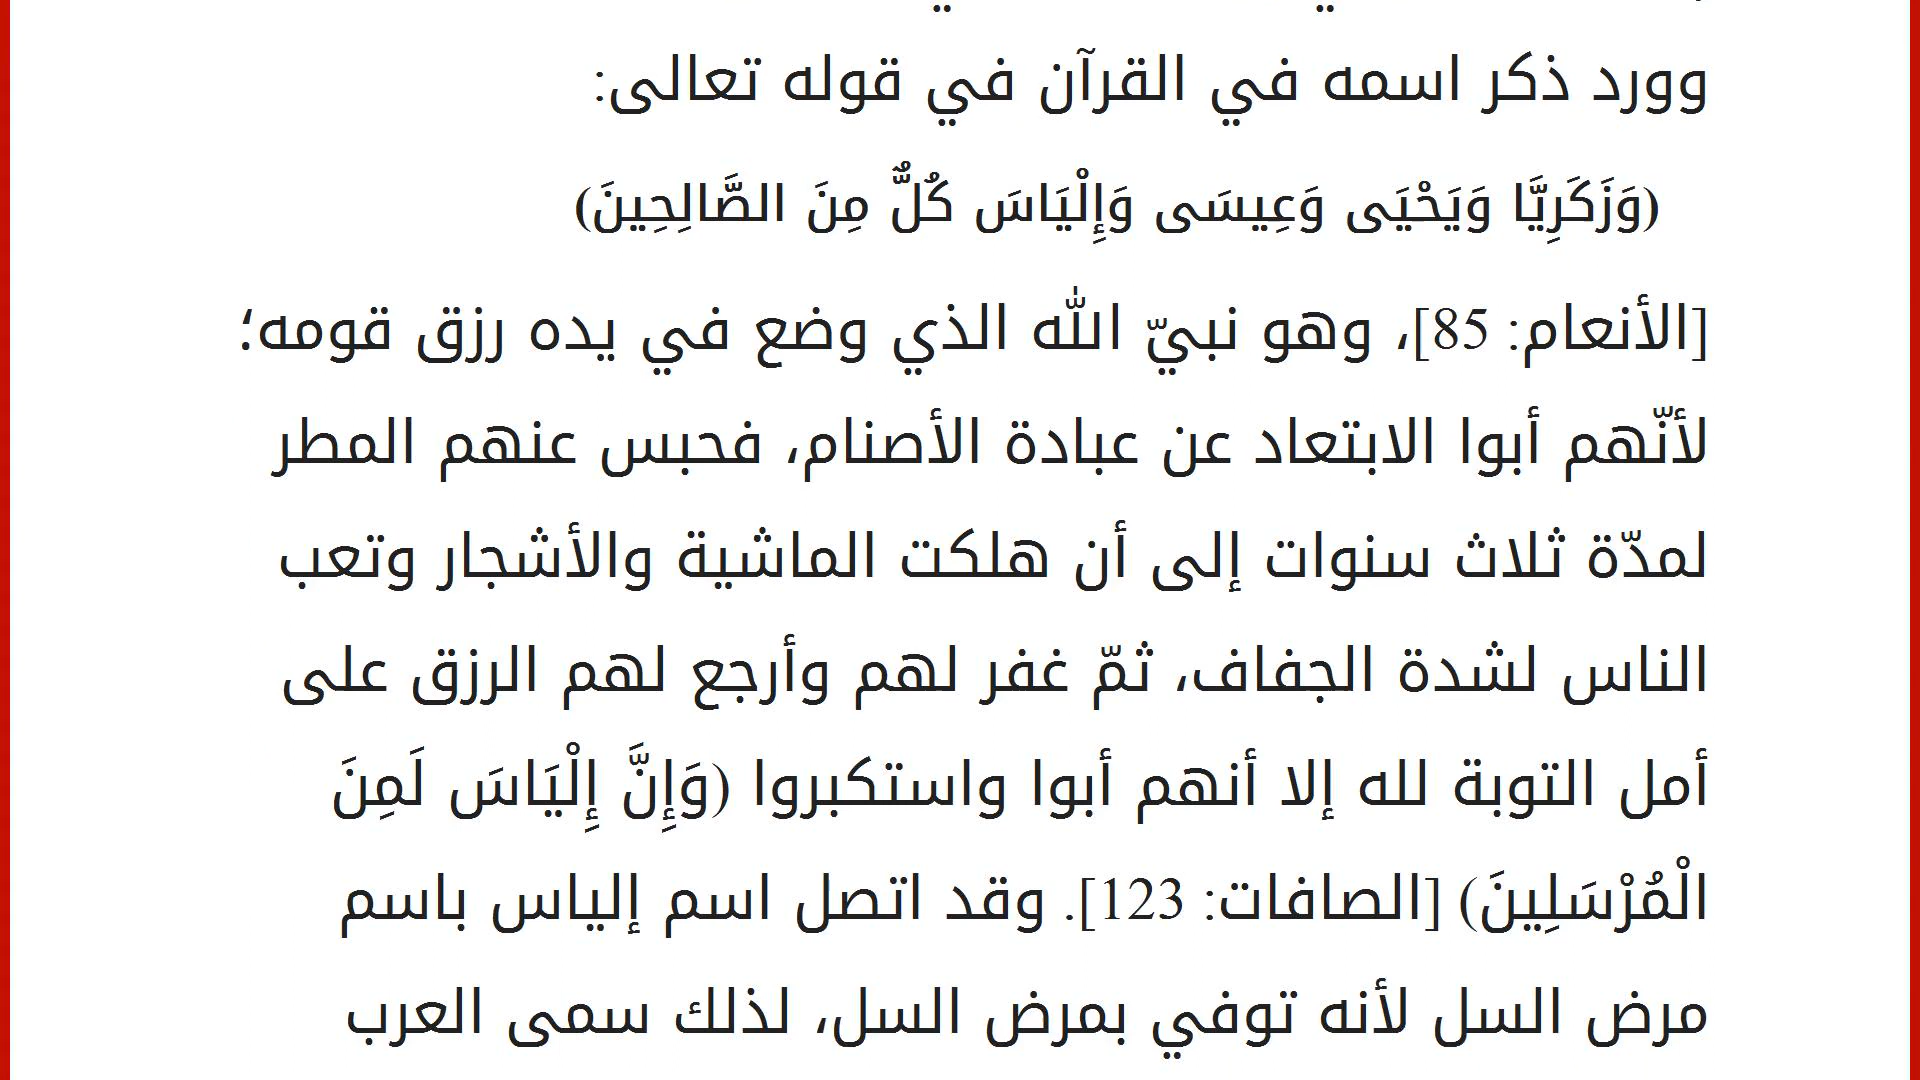 وورد ذكر اسمه في القرآن في قوله تعالى:
(وَزَكَرِيَّا وَيَحْيَى وَعِيسَى وَإِلْيَاسَ كُلٌّ مِنَ الصَّالِحِينَ)
[الأنعام: 85]، وهو نبيّ الله الذي وضع في يده رزق قومه؛
لأنّهم أبوا الابتعاد عن عبادة الأصنام، فحبس عنهم المطر
لمدّة ثلاث سنوات إلى أن هلكت الماشية والأشجار وتعب
الناس لشدة الجفاف، ثمّ غفر لهم وأرجع لهم الرزق على
أمل التوبة لله إلا أنهم أبوا واستكبروا (وَإِنَّ إِلْيَاسَ لَمِنَ
الْمُرْسَلِينَ) [الصافات: 123]. وقد اتصل اسم إلياس باسم
مرض السل لأنه توفي بمرض السل، لذلك سمى العرب